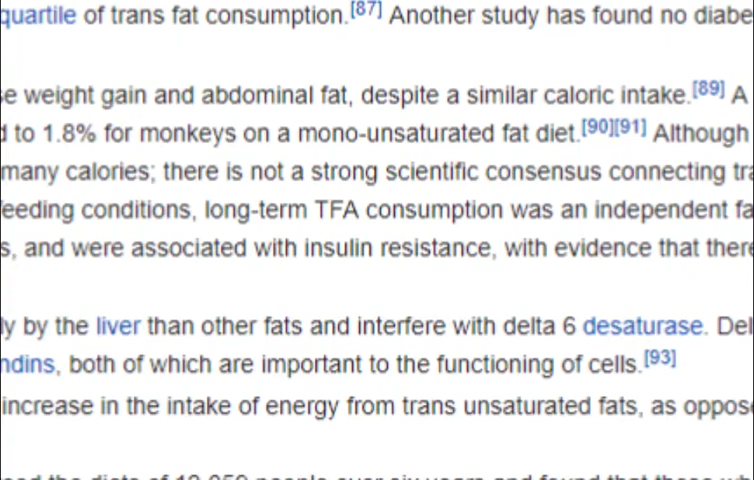 quartile of trans fat consumption.[87] Another study has found no diabe
e weight gain and abdominal fat, despite a similar caloric intake.[89] A
to 1.8% for monkeys on a mono-unsaturated fat diet.[90][91] Although
many calories; there is not a strong scientific consensus connecting tra
eeding conditions, long-term TFA consumption was an independent fa
s, and were associated with insulin resistance, with evidence that there
ly by the liver than other fats and interfere with delta 6 desaturase. Del
ndins, both of which are important to the functioning of cells.[93]
increase in the intake of energy from trans unsaturated fats, as oppose